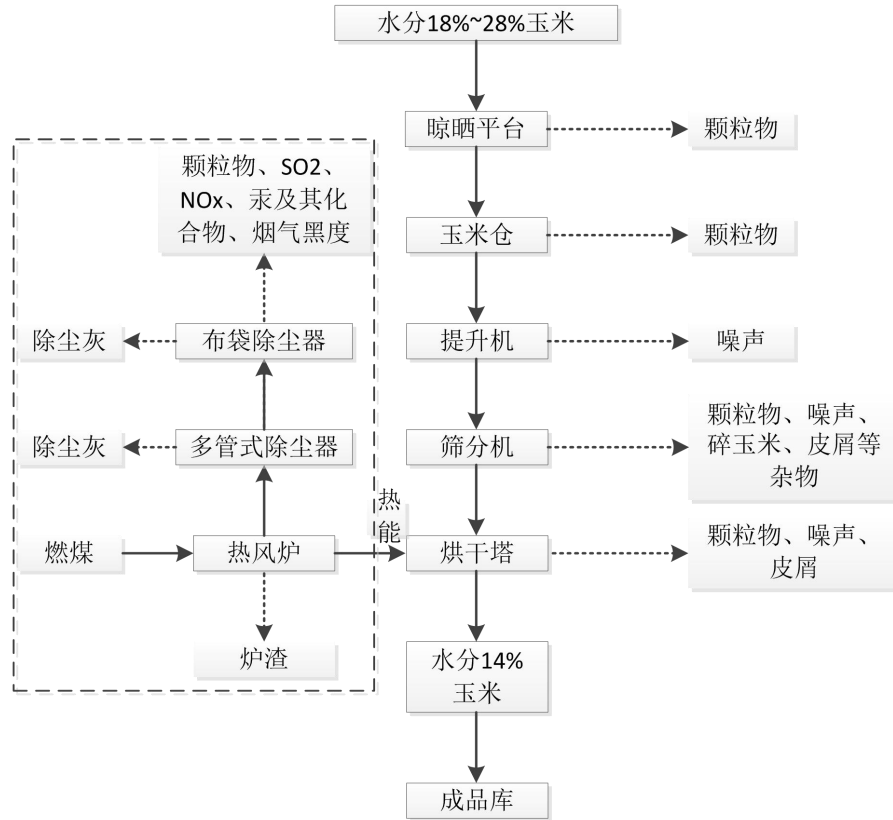 水分18%~28%玉米
晾晒平台
颗粒物
颗粒物、SO2、
NOx、汞及其化
合物、烟气黑度
玉米仓
颗粒物
除尘灰
布袋除尘器
提升机
噪声
除尘灰
多管式除尘器
筛分机
颗粒物、噪声、
碎玉米、皮屑等
杂物
热
能
燃煤
热风炉
烘干塔
颗粒物、噪声、
皮屑
炉渣
水分14%
玉米
成品库